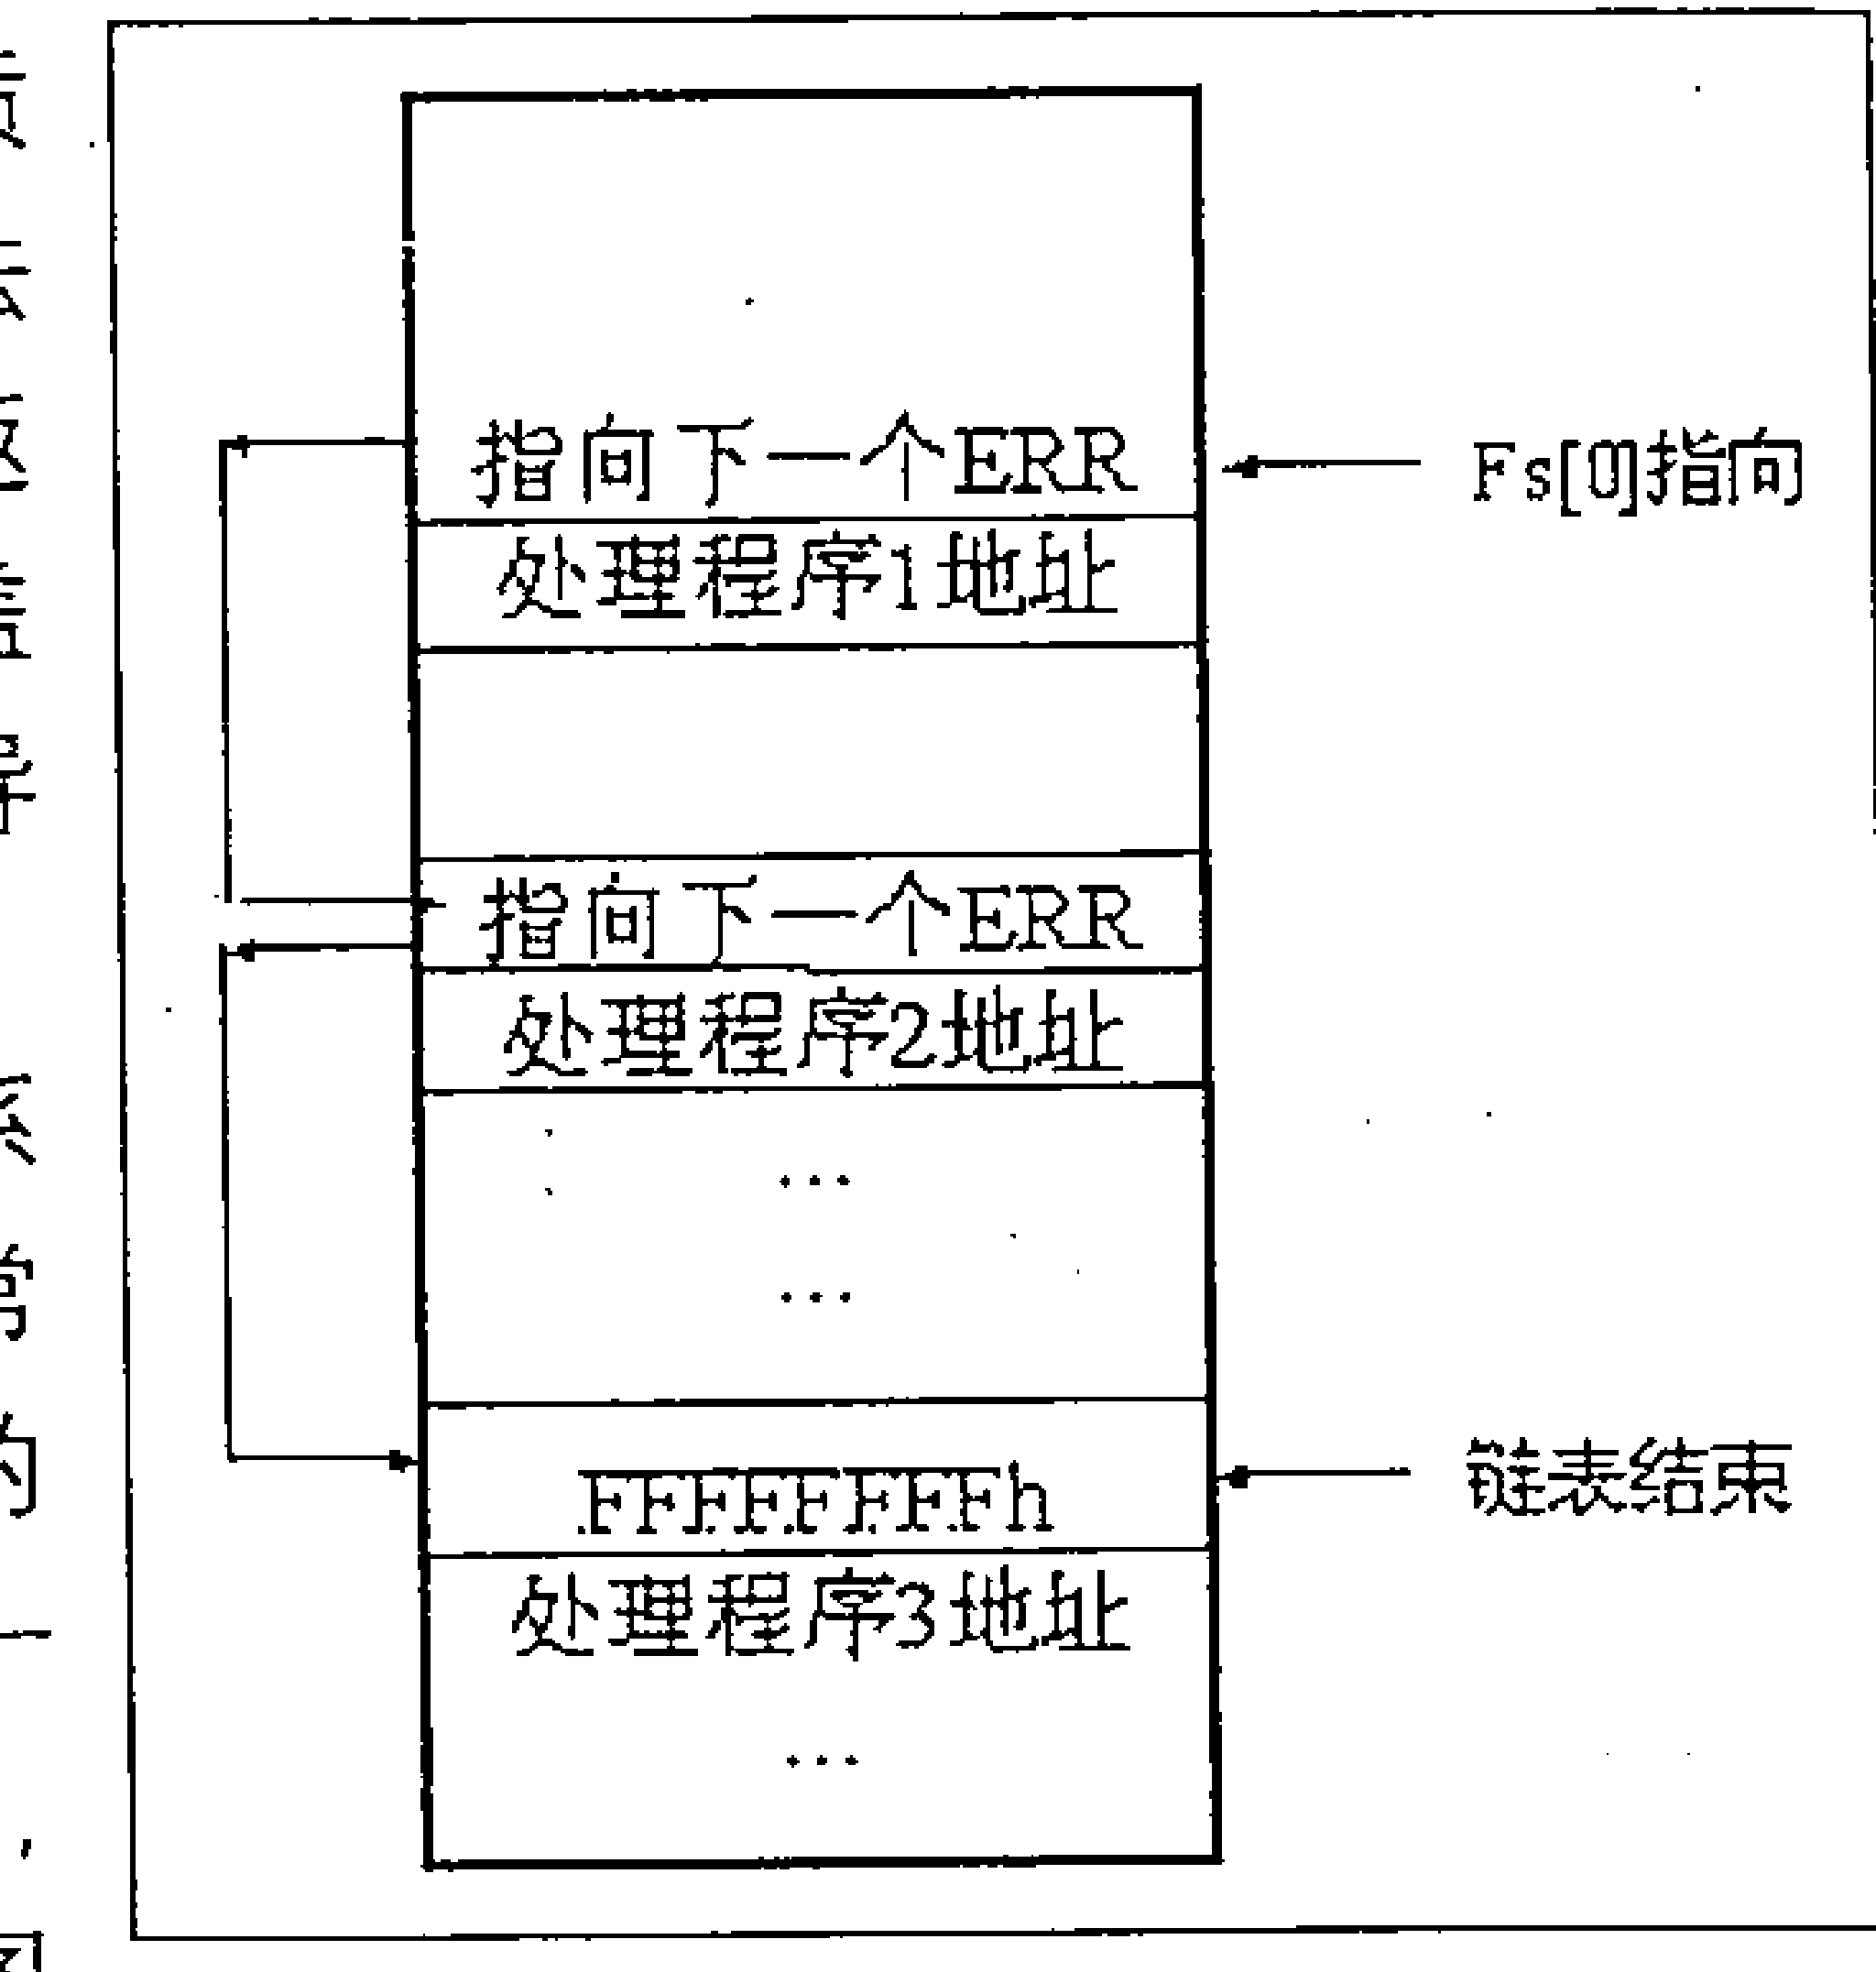 指向下一个ERR
Fs[0]指向
处理程序1地址
指向下一个ERR
处理程序2地址
...
...
FFFFFFFFh
链表结束
处理程序3地址
...